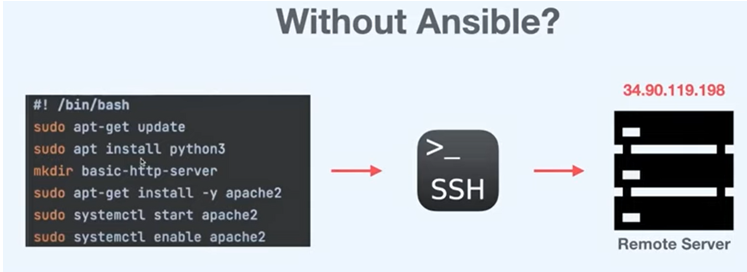 Without Ansible?
#! /bin/bash
sudo apt-get update
sudo apt install python3
mkdir basic-http-server
sudo apt-get install -y apache2
sudo systemctl start apache2
sudo systemctl enable apache2
>_
SSH
34.90.119.198
Remote Server